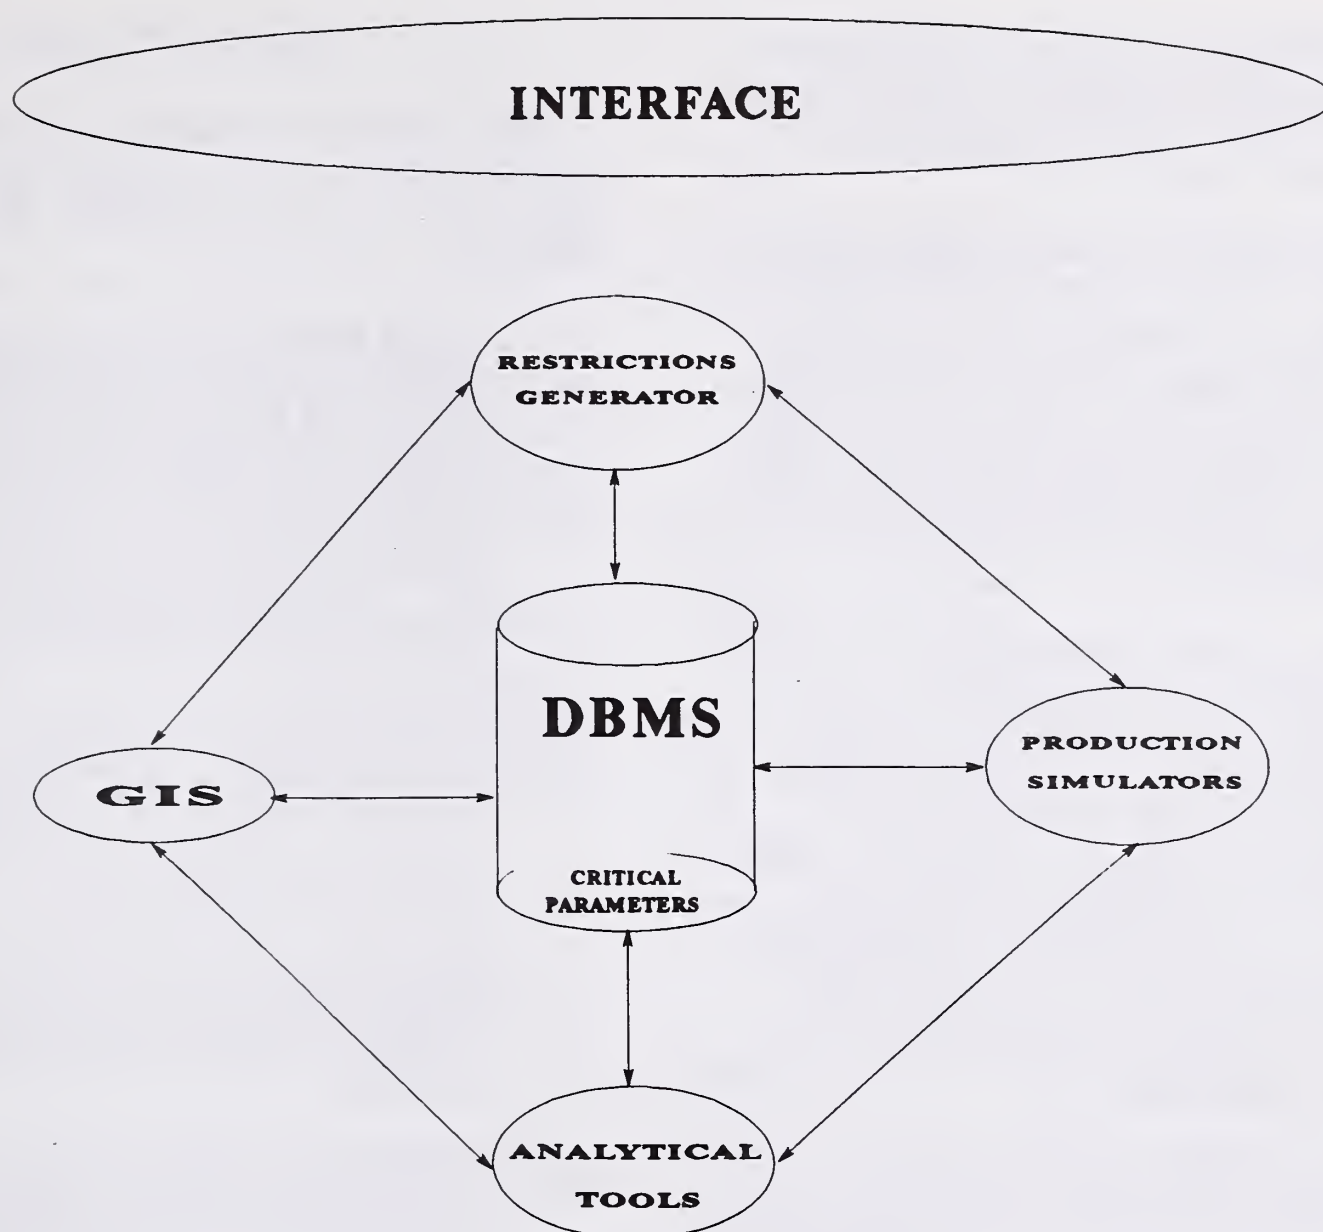 INTERFACE
RESTRICTIONS
GENERATOR
DBMS
PRODUCTION
SIMULATORS
GIS
CRITICAL
PARAMETERS
ANALYTICAL
TOOLS